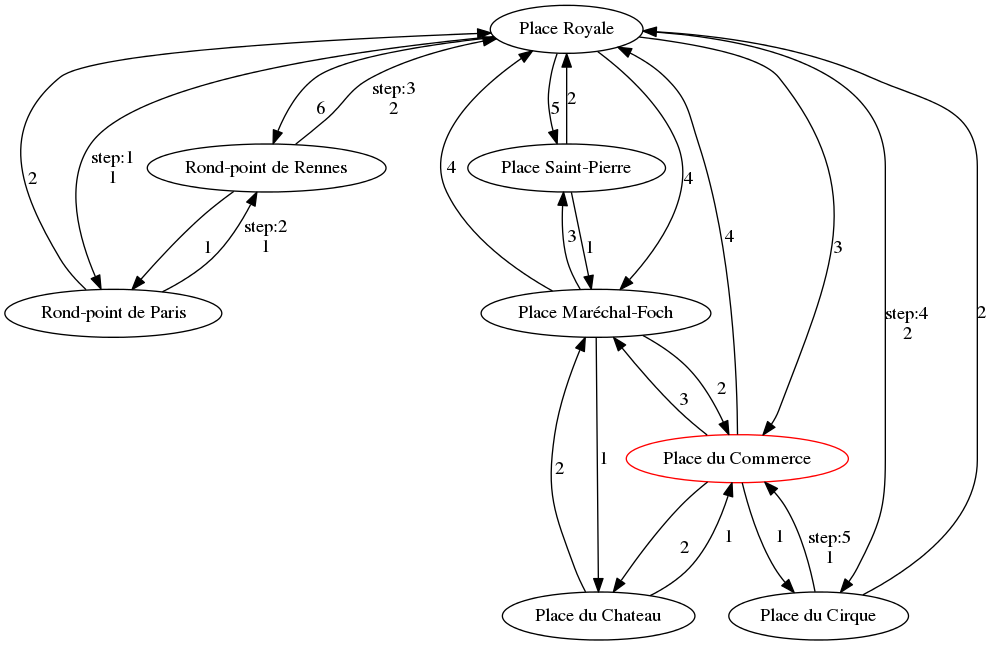 Place Royale
step:3
2
6
5
2
step:1
1
Rond-point de Rennes
4
Place Saint-Pierre
2
4
step:2
1
1
3
1
4
3
Rond-point de Paris
Place Maréchal-Foch
step:4
2
2
3
2
2
1
Place du Commerce
2
1
1
step:5
1
Place du Chateau
Place du Cirque